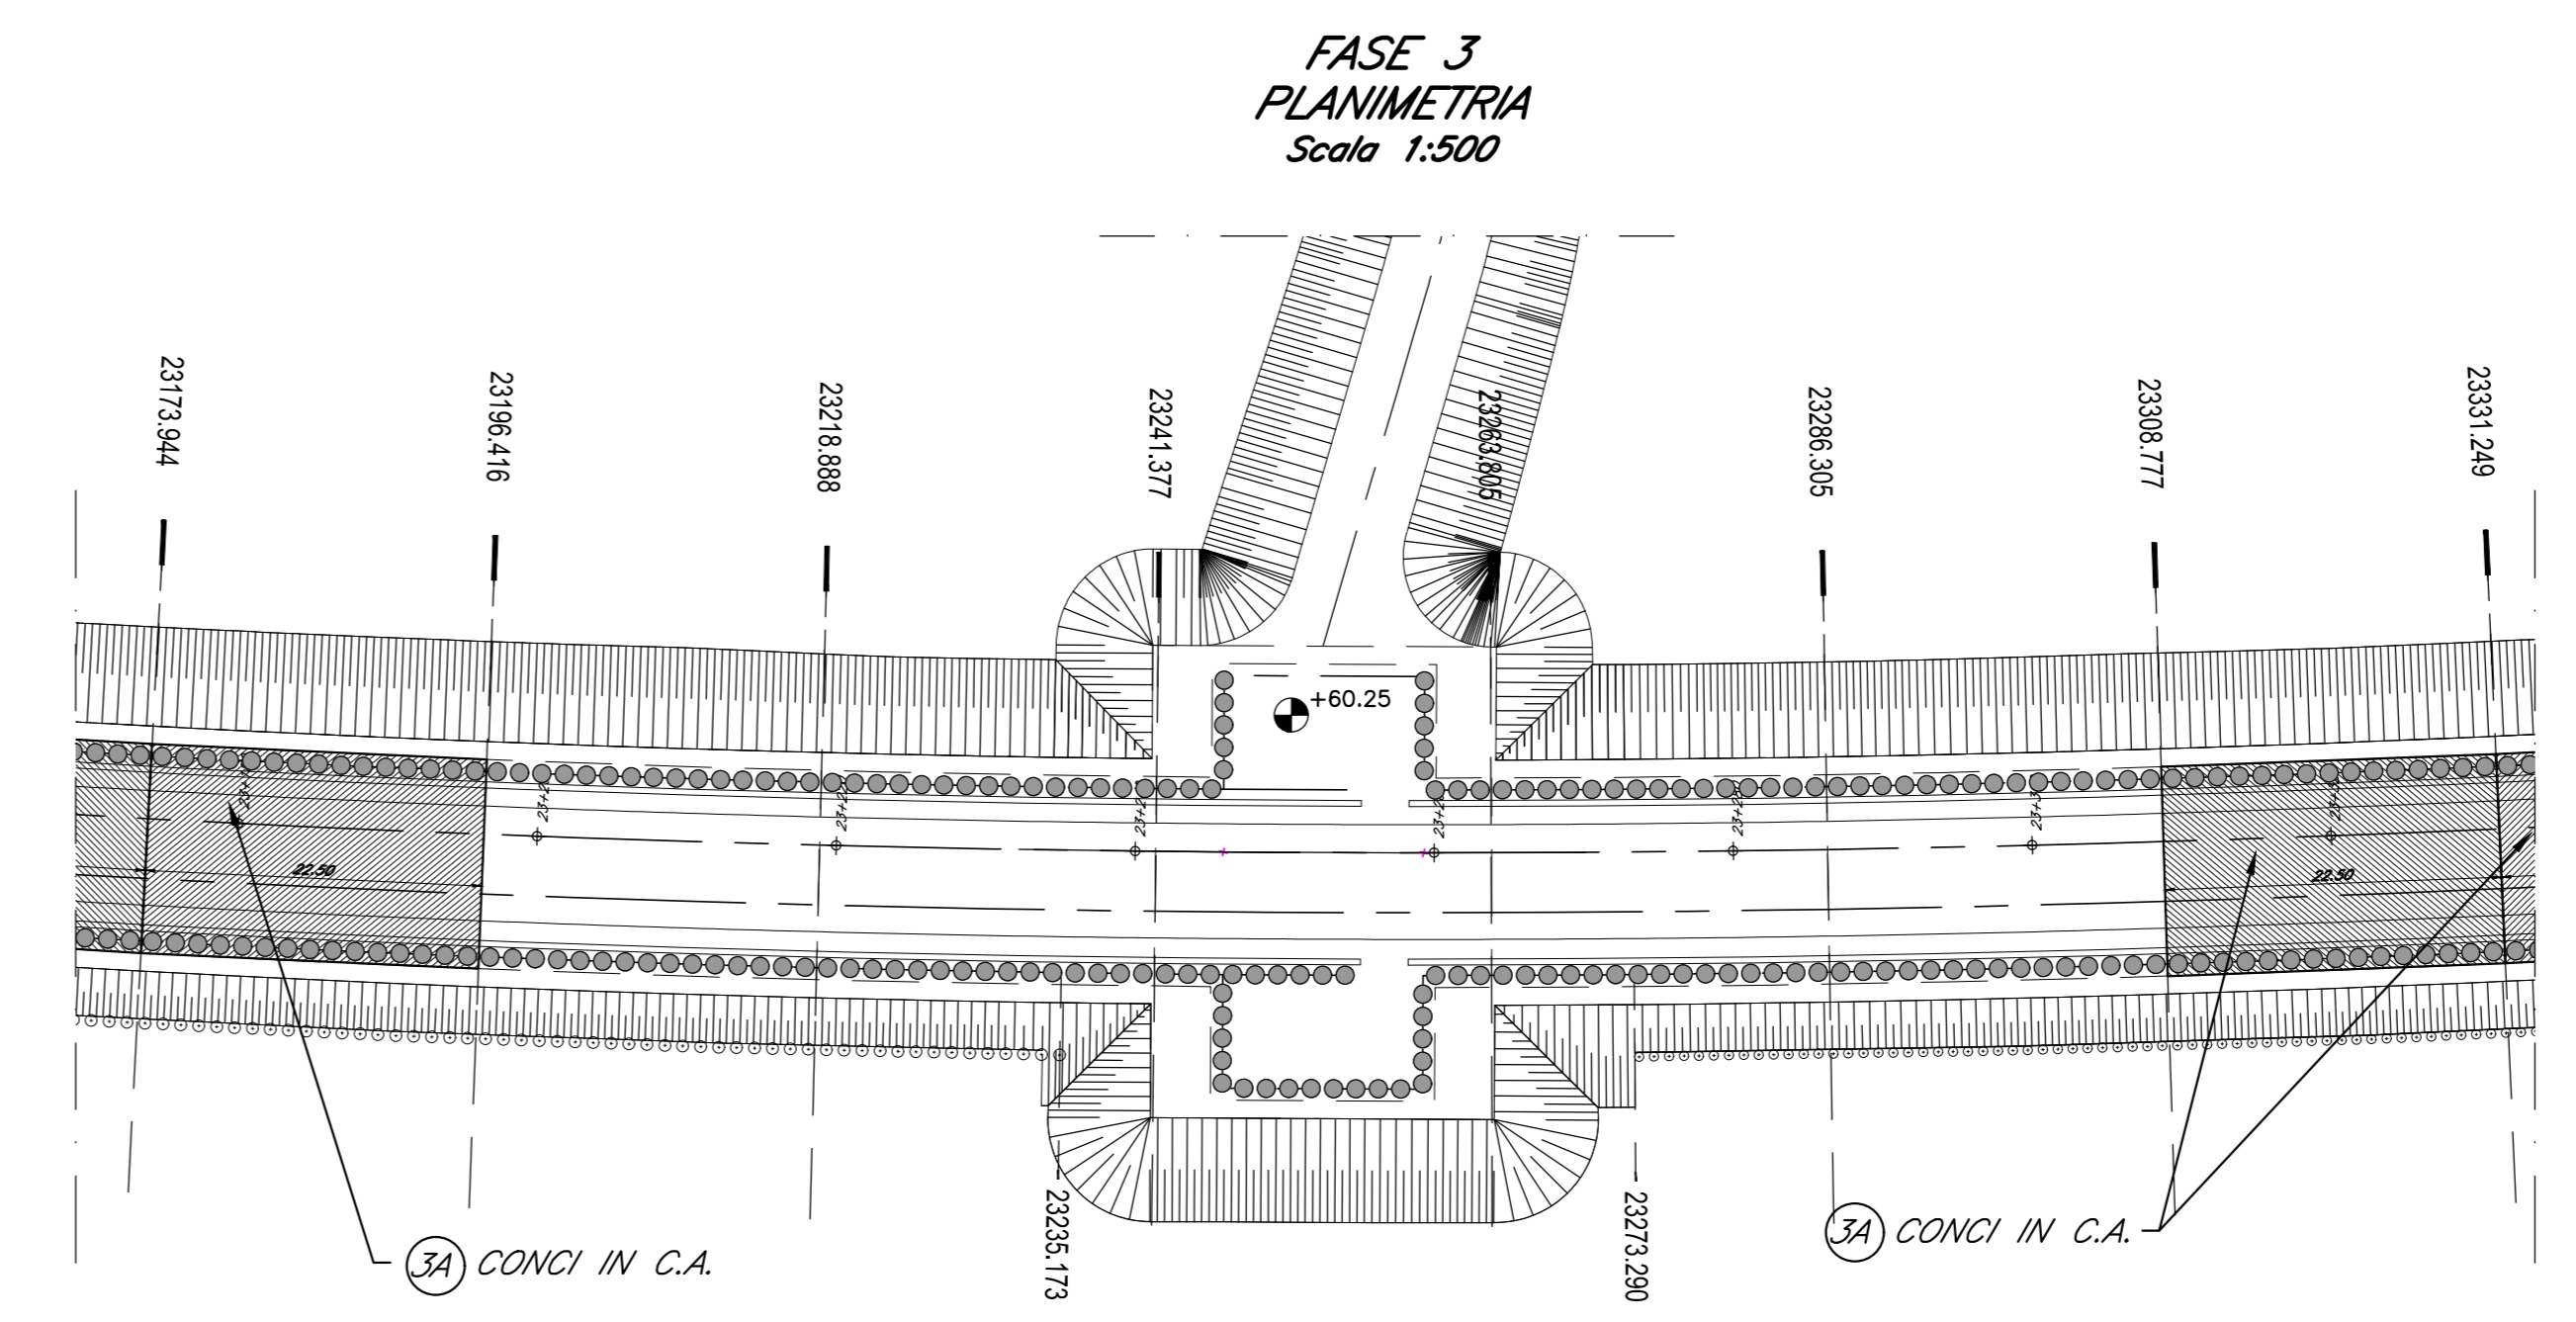 FASE 3
PLANIMETRIA
Scala 1:500
23173.944
23196.416
23218.888
23241.377
23263.805
23286.305
23308.777
23331.249
+60.25
22.50
22.50
23235.173
23273.290
3A CONCI IN C.A.
3A CONCI IN C.A.